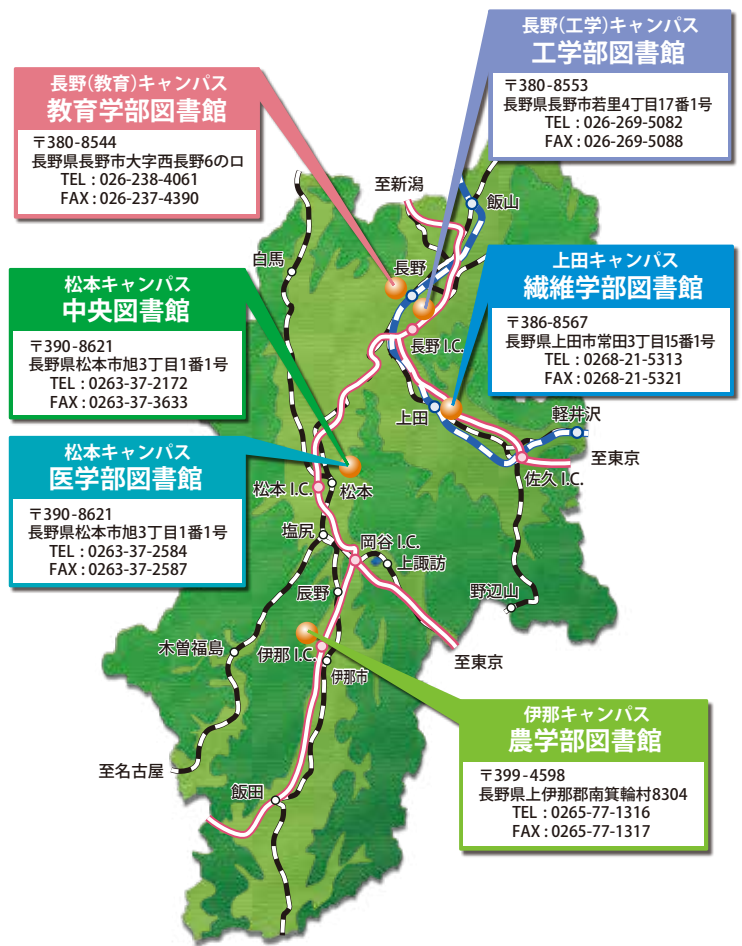 長野(工学)キャンパス
工学部図書館
〒380-8553
長野県長野市若里4丁目17番1号
TEL : 026-269-5082
FAX : 026-269-5088
長野(教育)キャンパス
教育学部図書館
〒380-8544
長野県長野市大字西長野6のロ
TEL : 026-238-4061
FAX : 026-237-4390
至新潟
飯山
白馬
長野
松本キャンパス
中央図書館
〒390-8621
長野県松本市旭3丁目1番1号
TEL : 0263-37-2172
FAX : 0263-37-3633
上田キャンパス
繊維学部図書館
〒386-8567
長野県上田市常田3丁目15番1号
TEL : 0268-21-5313
FAX : 0268-21-5321
長野 I.C.
上田
軽井沢
至東京
佐久 I.C.
松本キャンパス
医学部図書館
〒390-8621
長野県松本市旭3丁目1番1号
TEL : 0263-37-2584
FAX : 0263-37-2587
松本 I.C.
松本
塩尻
岡谷 I.C.
上諏訪
辰野
野辺山
木曽福島
伊那 I.C.
伊那市
至東京
伊那キャンパス
農学部図書館
〒399-4598
長野県上伊那郡南箕輪村8304
TEL : 0265-77-1316
FAX : 0265-77-1317
至名古屋
飯田